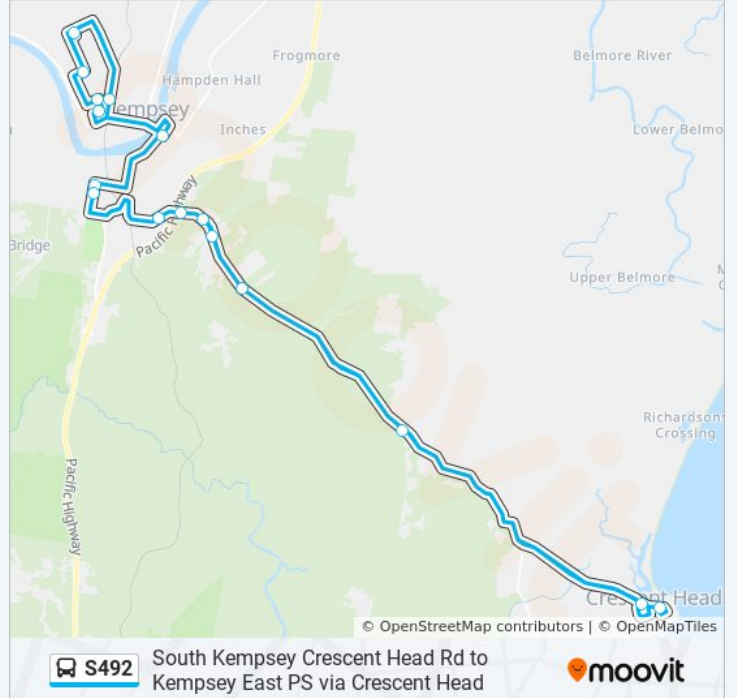 Frogmore
Belmore River
Hampden Hall
empsey
Inches
Lower Belmo
Pacific Highway
Bridge
Upper Belmore
Richardsons
Crossing
Pacific Highway
Crescent Head
© OpenStreetMap contributors | © OpenMapTiles
S492
South Kempsey Crescent Head Rd to
Kempsey East PS via Crescent Head
moovit